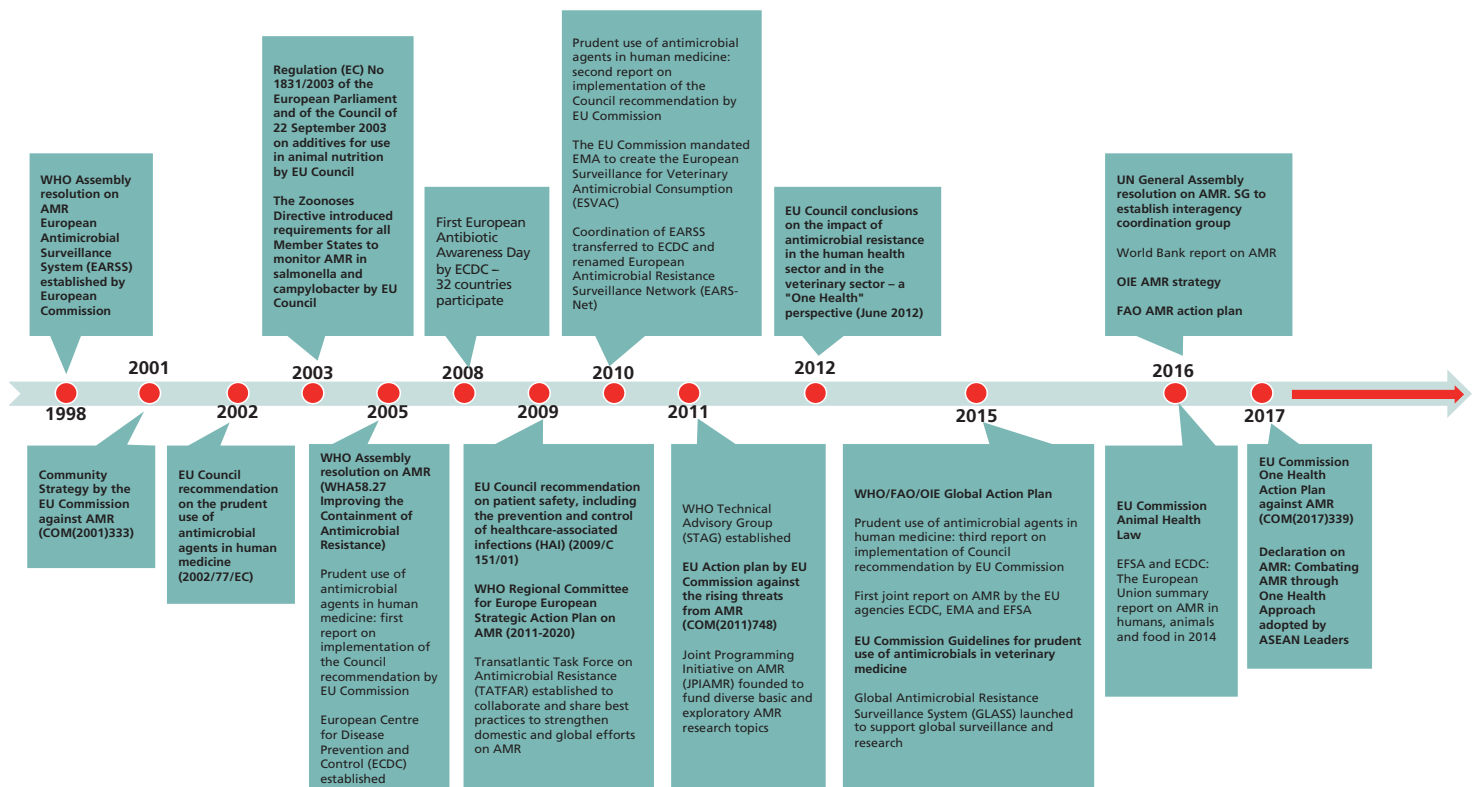 WHO Assembly
resolution on
AMR
European
Antimicrobial
Surveillance
System (EARSS)
established by
European
Commission
Regulation (EC) No
1831/2003 of the
European Parliament
and of the Council of
22 September 2003
on additives for use
in animal nutrition
by EU Council
The Zoonoses
Directive introduced
requirements for all
Member States to
monitor AMR in
salmonella and
campylobacter by EU
Council
First European
Antibiotic
Awareness Day
by ECDC –
32 countries
participate
Prudent use of antimicrobial
agents in human medicine:
second report on
implementation of the
Council recommendation by
EU Commission
The EU Commission mandated
EMA to create the European
Surveillance for Veterinary
Antimicrobial Consumption
(ESVAC)
Coordination of EARSS
transferred to ECDC and
renamed European
Antimicrobial Resistance
Surveillance Network (EARS-
Net)
EU Council conclusions
on the impact of
antimicrobial resistance
in the human health
sector and in the
veterinary sector – a
"One Health"
perspective (June 2012)
UN General Assembly
resolution on AMR. SG to
establish interagency
coordination group
World Bank report on AMR
OIE AMR strategy
FAO AMR action plan
1998
2001
2002
2003
2005
2008
2009
2010
2011
2012
2015
2016
2017
Community
Strategy by the
EU Commission
against AMR
(COM(2001)333)
EU Council
recommendation
on the prudent
use of
antimicrobial
agents in human
medicine
(2002/77/EC)
WHO Assembly
resolution on AMR
(WHA58.27
Improving the
Containment of
Antimicrobial
Resistance)
Prudent use of
antimicrobial
agents in human
medicine: first
report on
implementation of
the Council
recommendation by
EU Commission
European Centre
for Disease
Prevention and
Control (ECDC)
established
EU Council recommendation
on patient safety, including
the prevention and control
of healthcare-associated
infections (HAI) (2009/C
151/01)
WHO Regional Committee
for Europe European
Strategic Action Plan on
AMR (2011-2020)
Transatlantic Task Force on
Antimicrobial Resistance
(TATFAR) established to
collaborate and share best
practices to strengthen
domestic and global efforts
on AMR
WHO Technical
Advisory Group
(STAG) established
EU Action plan by EU
Commission against
the rising threats
from AMR
(COM(2011)748)
Joint Programming
Initiative on AMR
(JPIAMR) founded to
fund diverse basic and
exploratory AMR
research topics
WHO/FAO/OIE Global Action Plan
Prudent use of antimicrobial agents in
human medicine: third report on
implementation of Council
recommendation by EU Commission
First joint report on AMR by the EU
agencies ECDC, EMA and EFSA
EU Commission Guidelines for prudent
use of antimicrobials in veterinary
medicine
Global Antimicrobial Resistance
Surveillance System (GLASS) launched
to support global surveillance and
research
EU Commission
Animal Health
Law
EFSA and ECDC:
The European
Union summary
report on AMR in
humans, animals
and food in 2014
EU Commission
One Health
Action Plan
against AMR
(COM(2017)339)
Declaration on
AMR: Combating
AMR through
One Health
Approach
adopted by
ASEAN Leaders